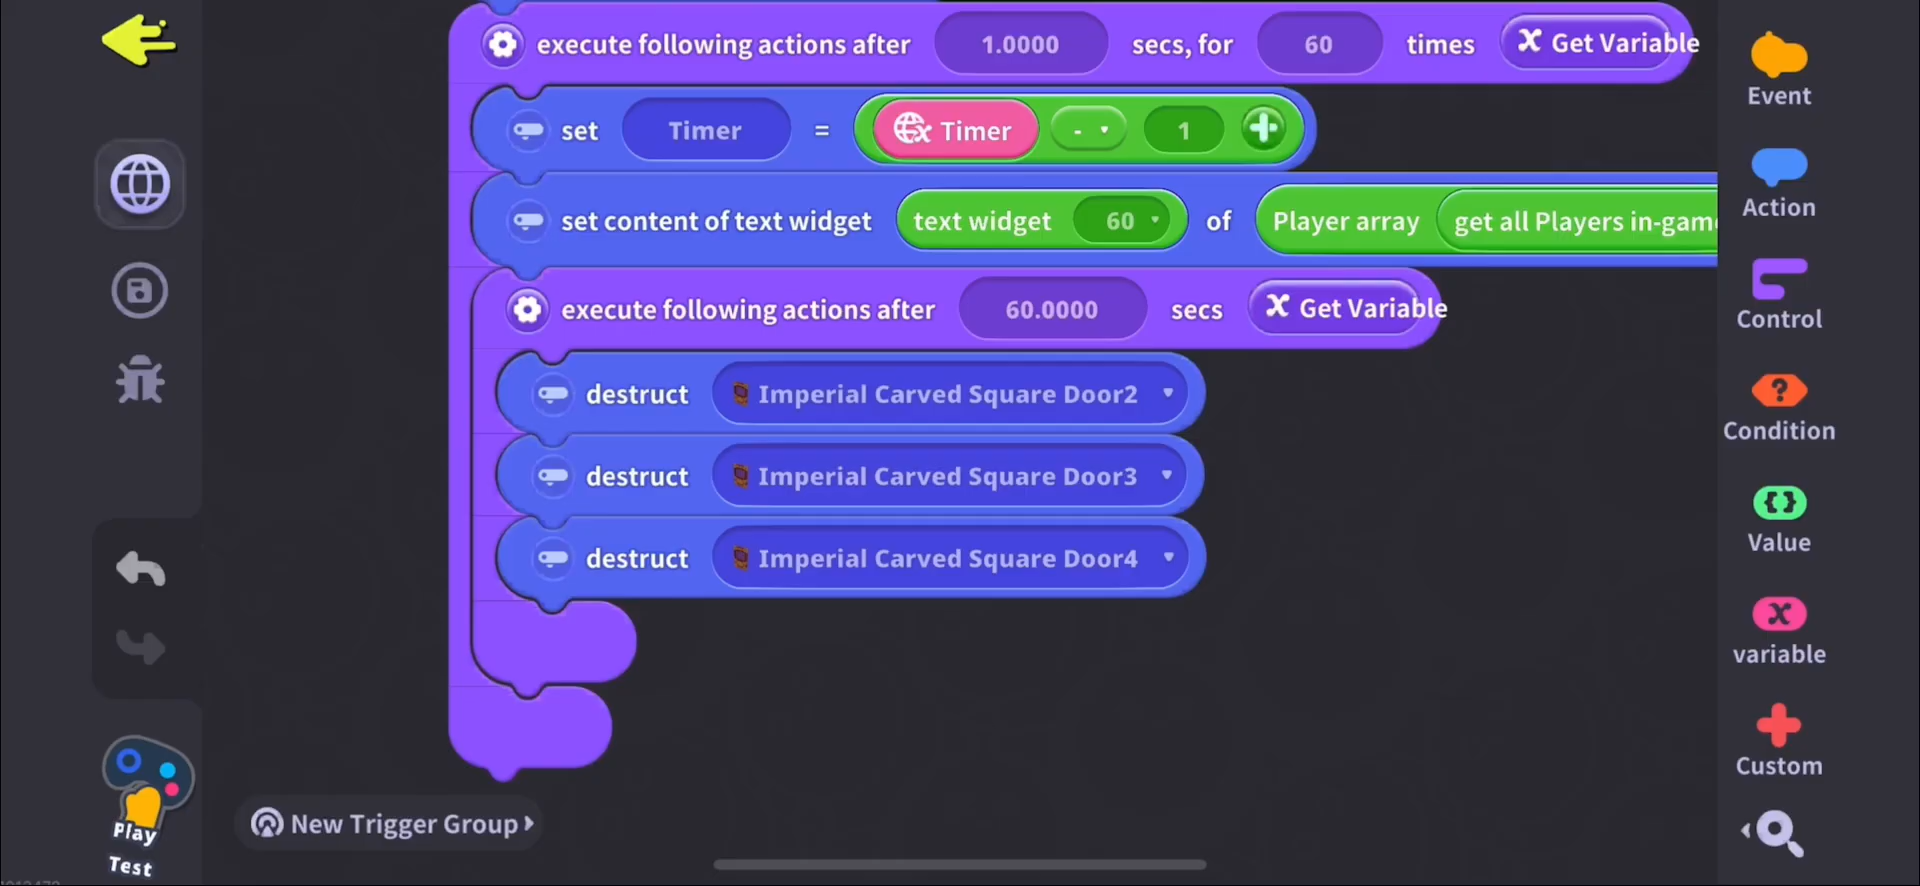 execute following actions after 1.0000 secs, for 60 times Get Variable
set Timer = Timer - 1
set content of text widget text widget 60 of Player array get all Players in-gam
execute following actions after 60.0000 secs Get Variable
destruct Imperial Carved Square Door2
destruct Imperial Carved Square Door3
destruct Imperial Carved Square Door4
New Trigger Group
Play
Test
Event
Action
Control
Condition
Value
variable
Custom